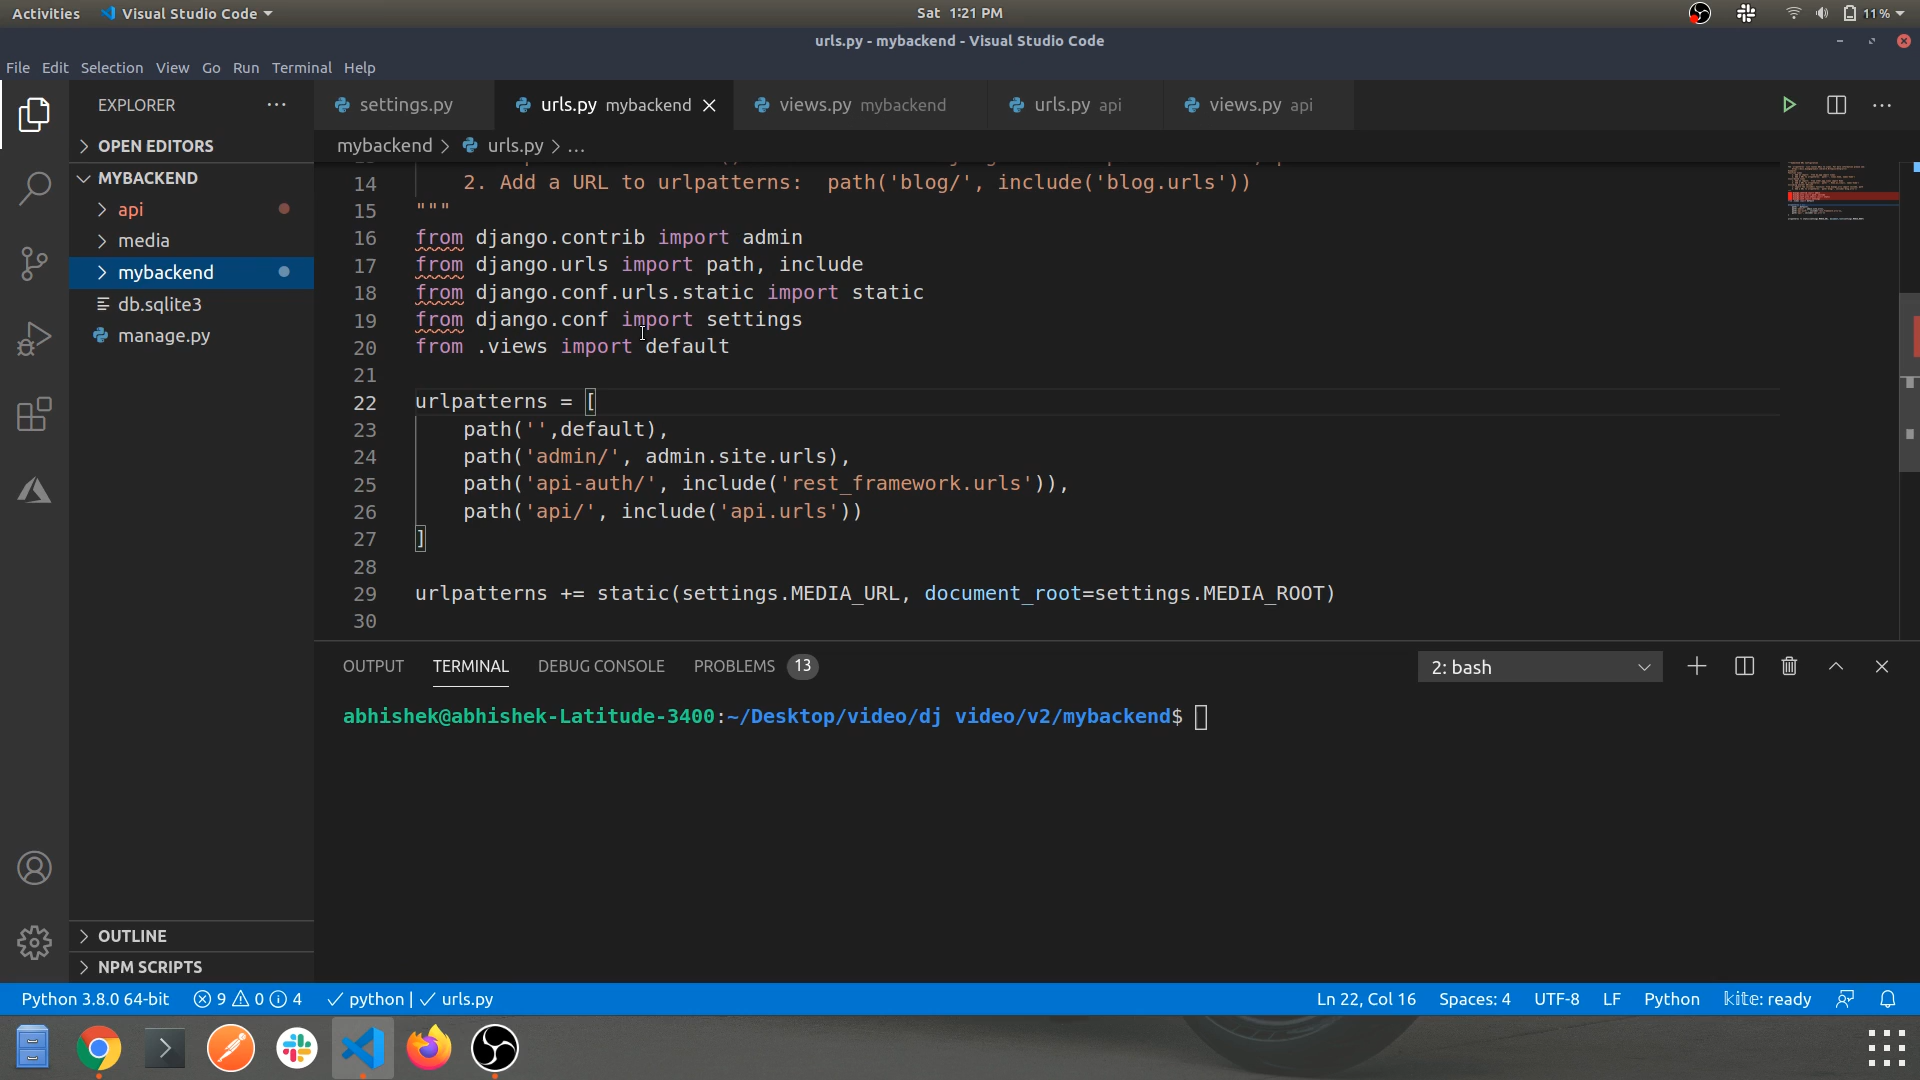 Activities Visual Studio Code Sat 1:21 PM 11%
urls.py - mybackend - Visual Studio Code
File Edit Selection View Go Run Terminal Help
EXPLORER
OPEN EDITORS
MYBACKEND
api
media
mybackend
db.sqlite3
manage.py
OUTLINE
NPM SCRIPTS
settings.py urls.py mybackend views.py mybackend urls.py api views.py api
mybackend > urls.py > ...
14 2. Add a URL to urlpatterns:  path('blog/', include('blog.urls'))
15 """
16 from django.contrib import admin
17 from django.urls import path, include
18 from django.conf.urls.static import static
19 from django.conf import settings
20 from .views import default
21
22 urlpatterns = [
23 path('',default),
24 path('admin/', admin.site.urls),
25 path('api-auth/', include('rest_framework.urls')),
26 path('api/', include('api.urls'))
27 ]
28
29 urlpatterns += static(settings.MEDIA_URL, document_root=settings.MEDIA_ROOT)
30
OUTPUT TERMINAL DEBUG CONSOLE PROBLEMS 13 2: bash
abhishek@abhishek-Latitude-3400:~/Desktop/video/dj video/v2/mybackend$
Python 3.8.0 64-bit 9 0 4 python | urls.py Ln 22, Col 16 Spaces: 4 UTF-8 LF Python kite: ready